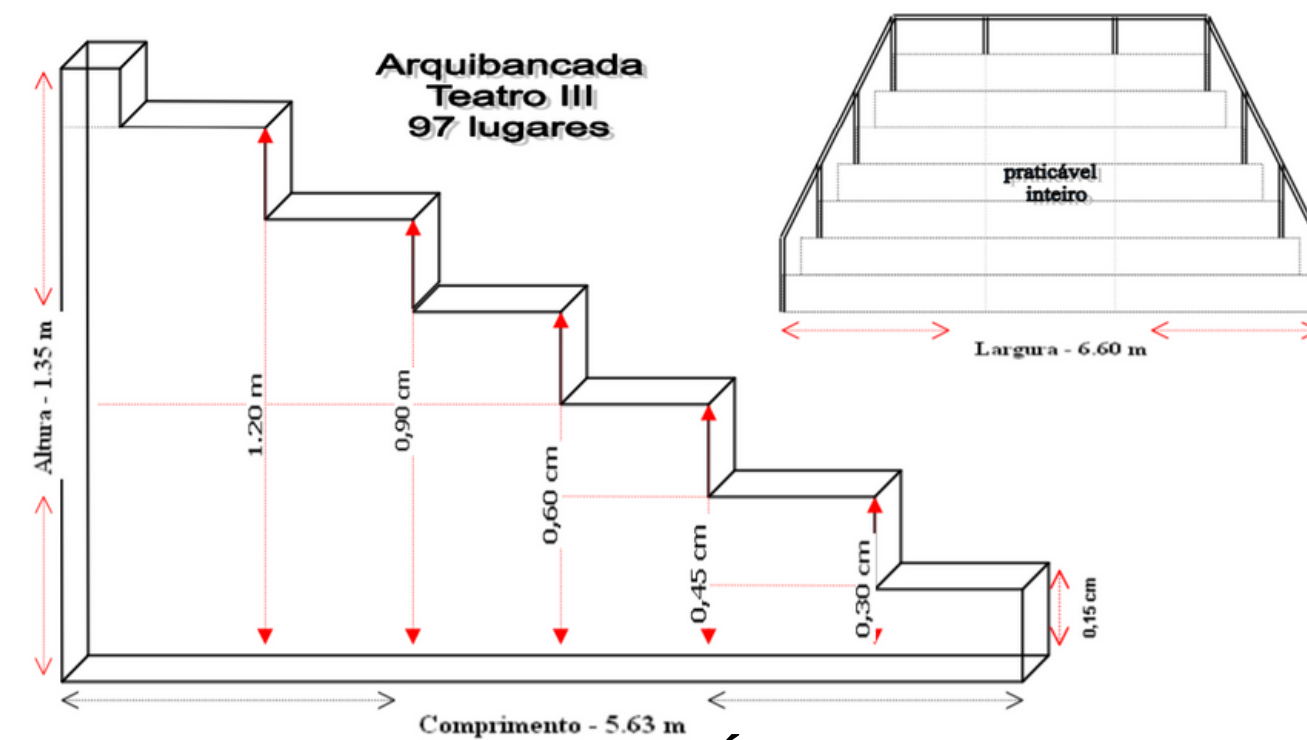 Arquibancada
Teatro III
97 lugares
praticável
inteiro
Largura - 6.60 m
Altura - 1.35 m
1.20 m
0,90 cm
0,60 cm
0,45 cm
0,30 cm
0,15 cm
Comprimento - 5.63 m